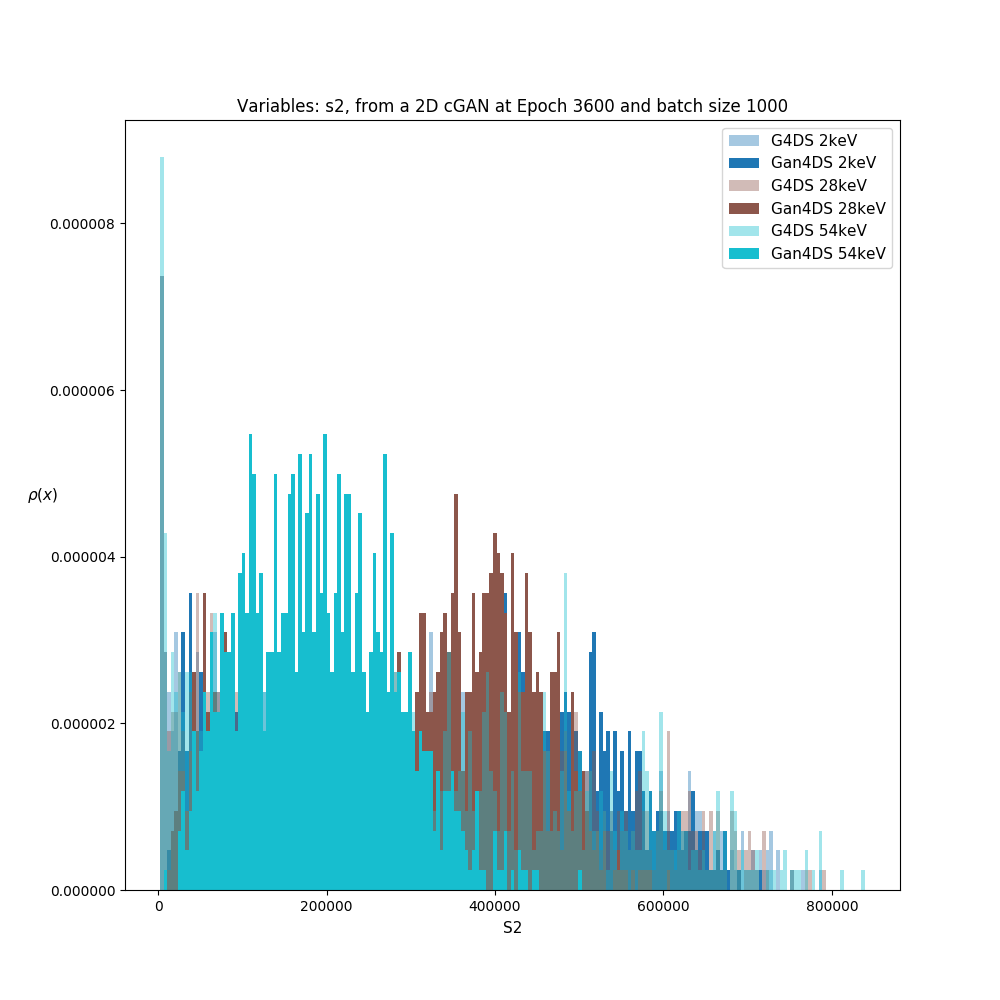 Variables: s2, from a 2D cGAN at Epoch 3600 and batch size 1000
G4DS 2keV
Gan4DS 2keV
G4DS 28keV
Gan4DS 28keV
G4DS 54keV
Gan4DS 54keV
0.000008
0.000006
ρ(x)
0.000004
0.000002
0.000000
0 200000 400000 600000 800000
S2